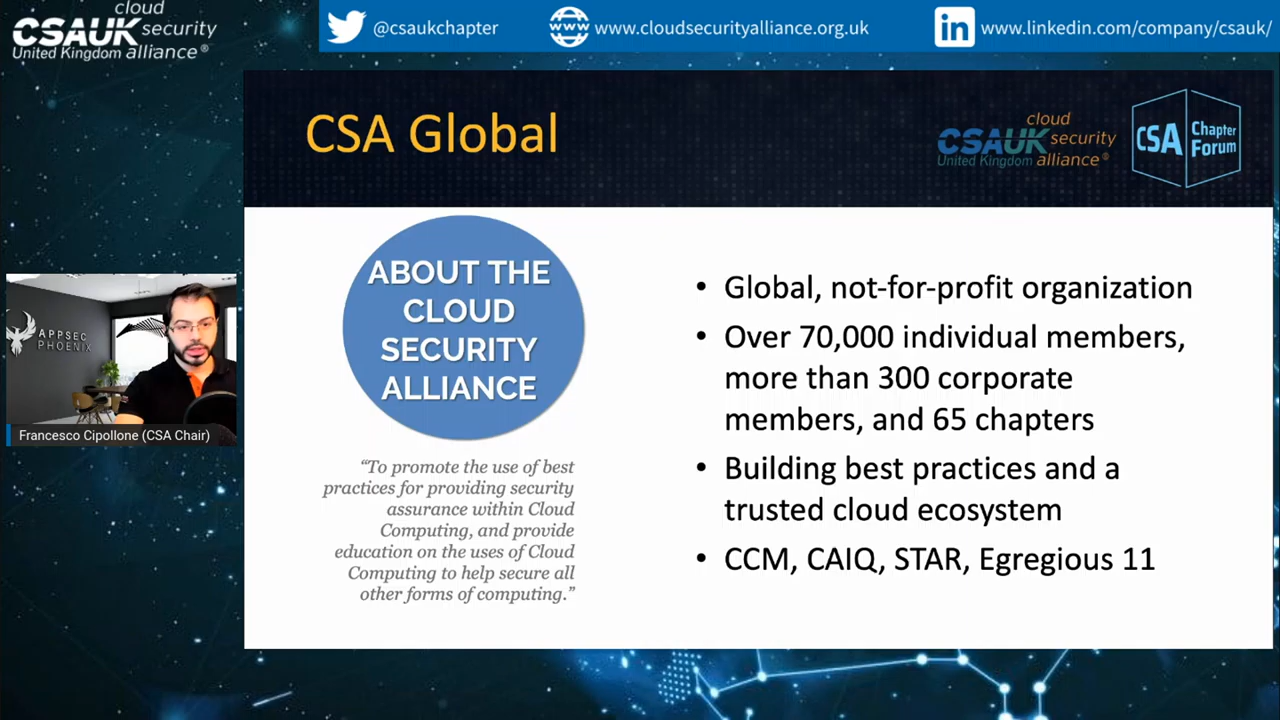 cloud
CSAUK security
United Kingdom alliance®
@csaukchapter
www.cloudsecurityalliance.org.uk
in www.linkedin.com/company/csauk/
CSA Global
cloud
CSAUK security
United Kingdom alliance®
CSA Chapter
Forum
ABOUT THE
CLOUD
SECURITY
ALLIANCE
“To promote the use of best
practices for providing security
assurance within Cloud
Computing, and provide
education on the uses of Cloud
Computing to help secure all
other forms of computing.”
• Global, not-for-profit organization
• Over 70,000 individual members,
more than 300 corporate
members, and 65 chapters
• Building best practices and a
trusted cloud ecosystem
• CCM, CAIQ, STAR, Egregious 11
APPSEC
PHOENIX
Francesco Cipollone (CSA Chair)